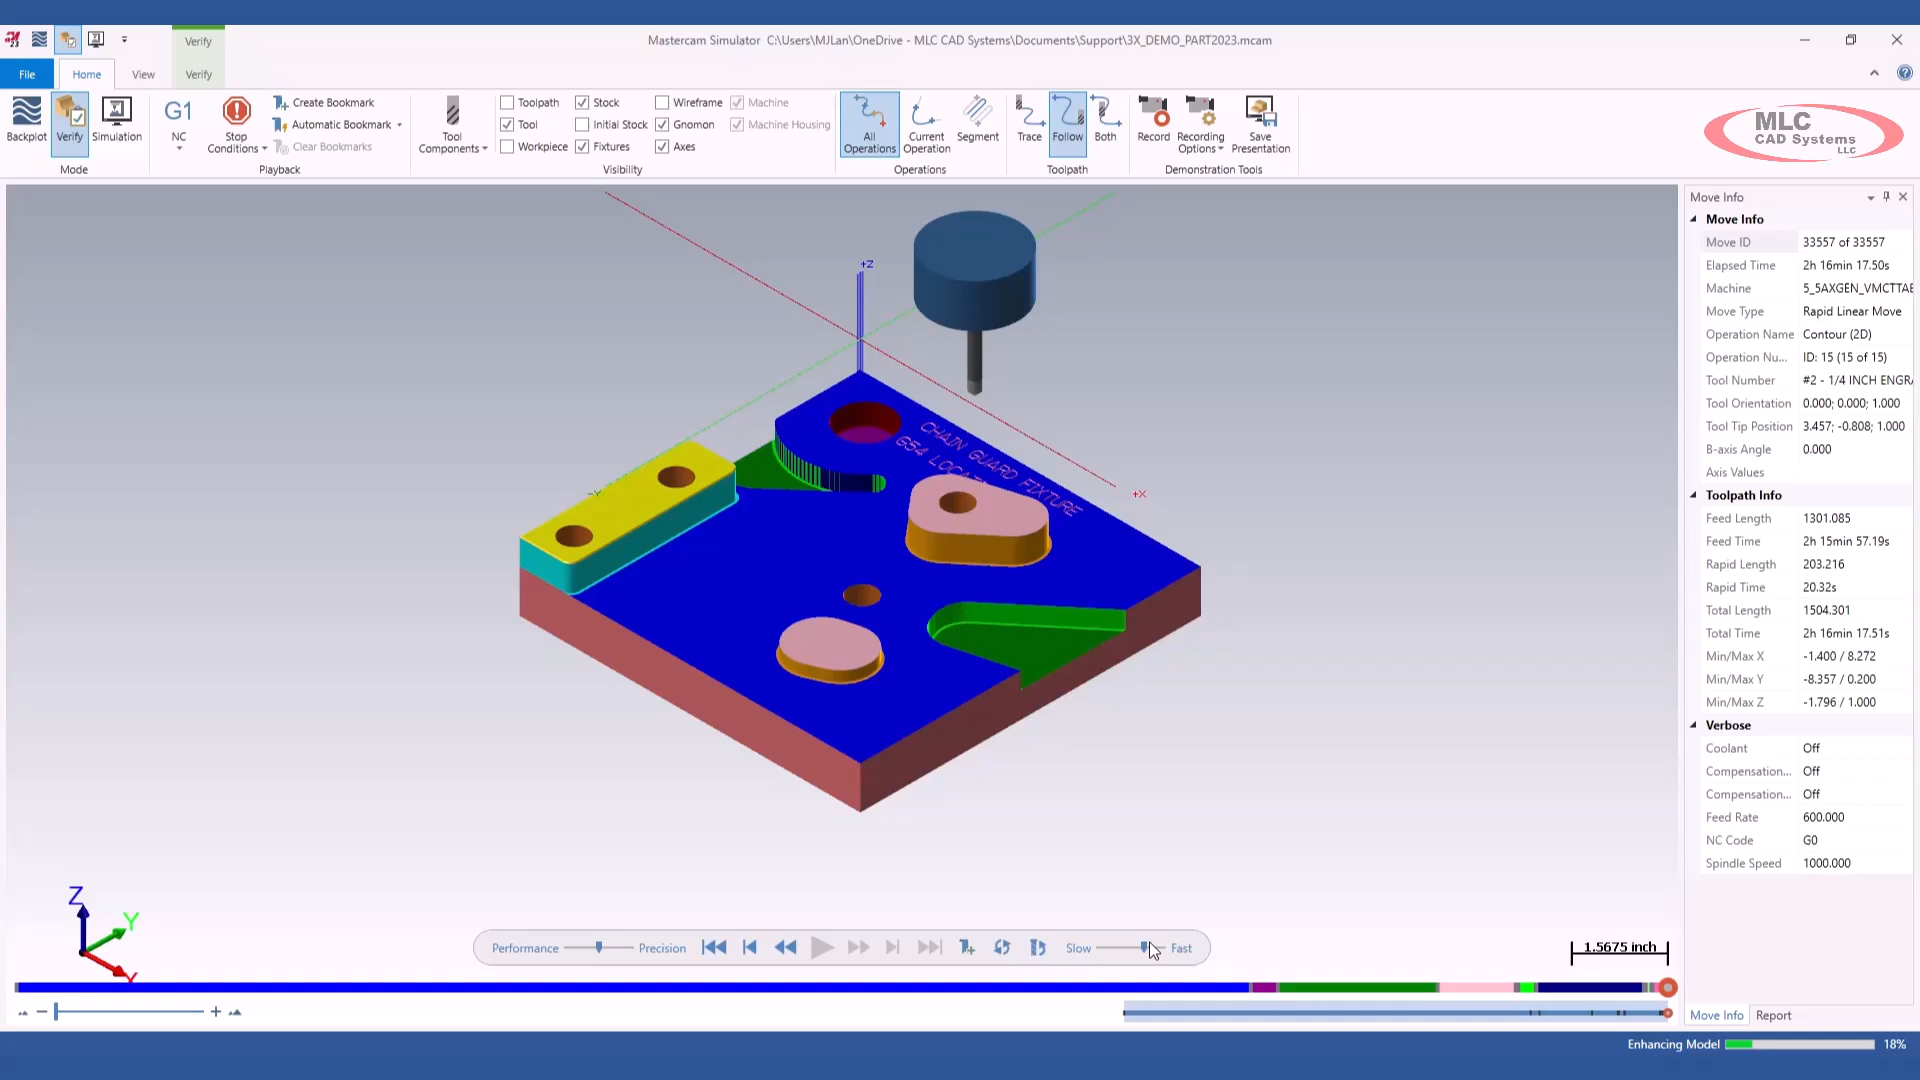 Verify
Mastercam Simulator C:\Users\MJLan\OneDrive - MLC CAD Systems\Documents\Support\3X_DEMO_PART2023.mcam
File Home View Verify
Backplot Verify Simulation
Mode
G1 NC
Stop Conditions
Create Bookmark
Automatic Bookmark
Clear Bookmarks
Playback
Tool Components
Toolpath Stock Wireframe Machine
Tool Initial Stock Gnomon Machine Housing
Workpiece Fixtures Axes
Visibility
All Operations
Current Operation
Segment
Operations
Trace Follow Both
Toolpath
Record
Recording Options
Save Presentation
Demonstration Tools
MLC
CAD Systems
LLC
Move Info
Move Info
Move ID 33557 of 33557
Elapsed Time 2h 16min 17.50s
Machine 5_5AXGEN_VMCTTAB
Move Type Rapid Linear Move
Operation Name Contour (2D)
Operation Nu... ID: 15 (15 of 15)
Tool Number #2 - 1/4 INCH ENGR
Tool Orientation 0.000; 0.000; 1.000
Tool Tip Position 3.457; -0.808; 1.000
B-axis Angle 0.000
Axis Values
Toolpath Info
Feed Length 1301.085
Feed Time 2h 15min 57.19s
Rapid Length 203.216
Rapid Time 20.32s
Total Length 1504.301
Total Time 2h 16min 17.51s
Min/Max X -1.400 / 8.272
Min/Max Y -8.357 / 0.200
Min/Max Z -1.796 / 1.000
Verbose
Coolant Off
Compensation... Off
Compensation... Off
Feed Rate 600.000
NC Code G0
Spindle Speed 1000.000
+Z
-Y
+X
CHAIN GUARD FIXTURE
G54 LOCAT
Z
Y
Performance Precision Slow Fast
1.5675 inch
Move Info Report
Enhancing Model 18%